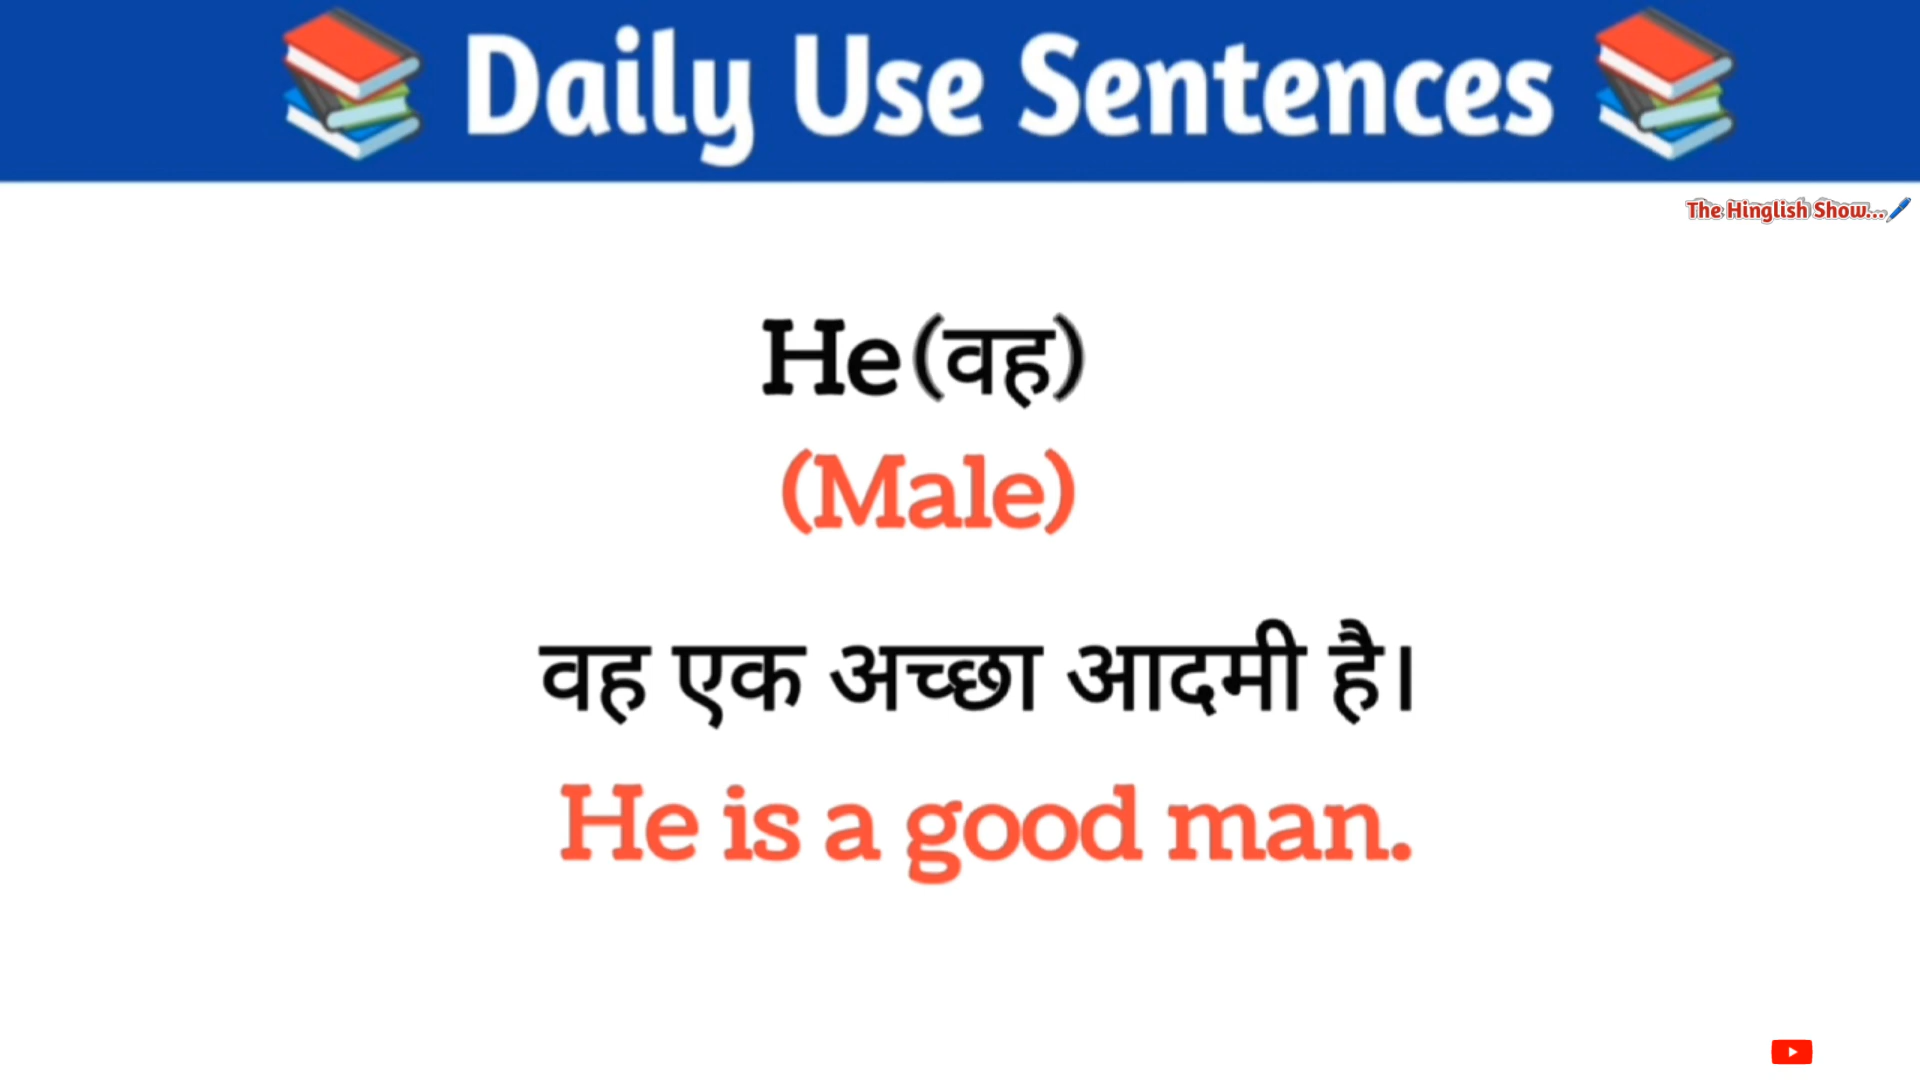 Daily Use Sentences
The Hinglish Show...
He (वह)
(Male)
वह एक अच्छा आदमी है।
He is a good man.